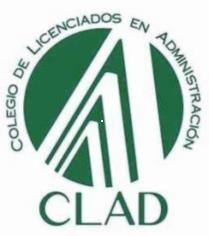 COLEGIO DE LICENCIADOS EN ADMINISTRACIÓN
CLAD